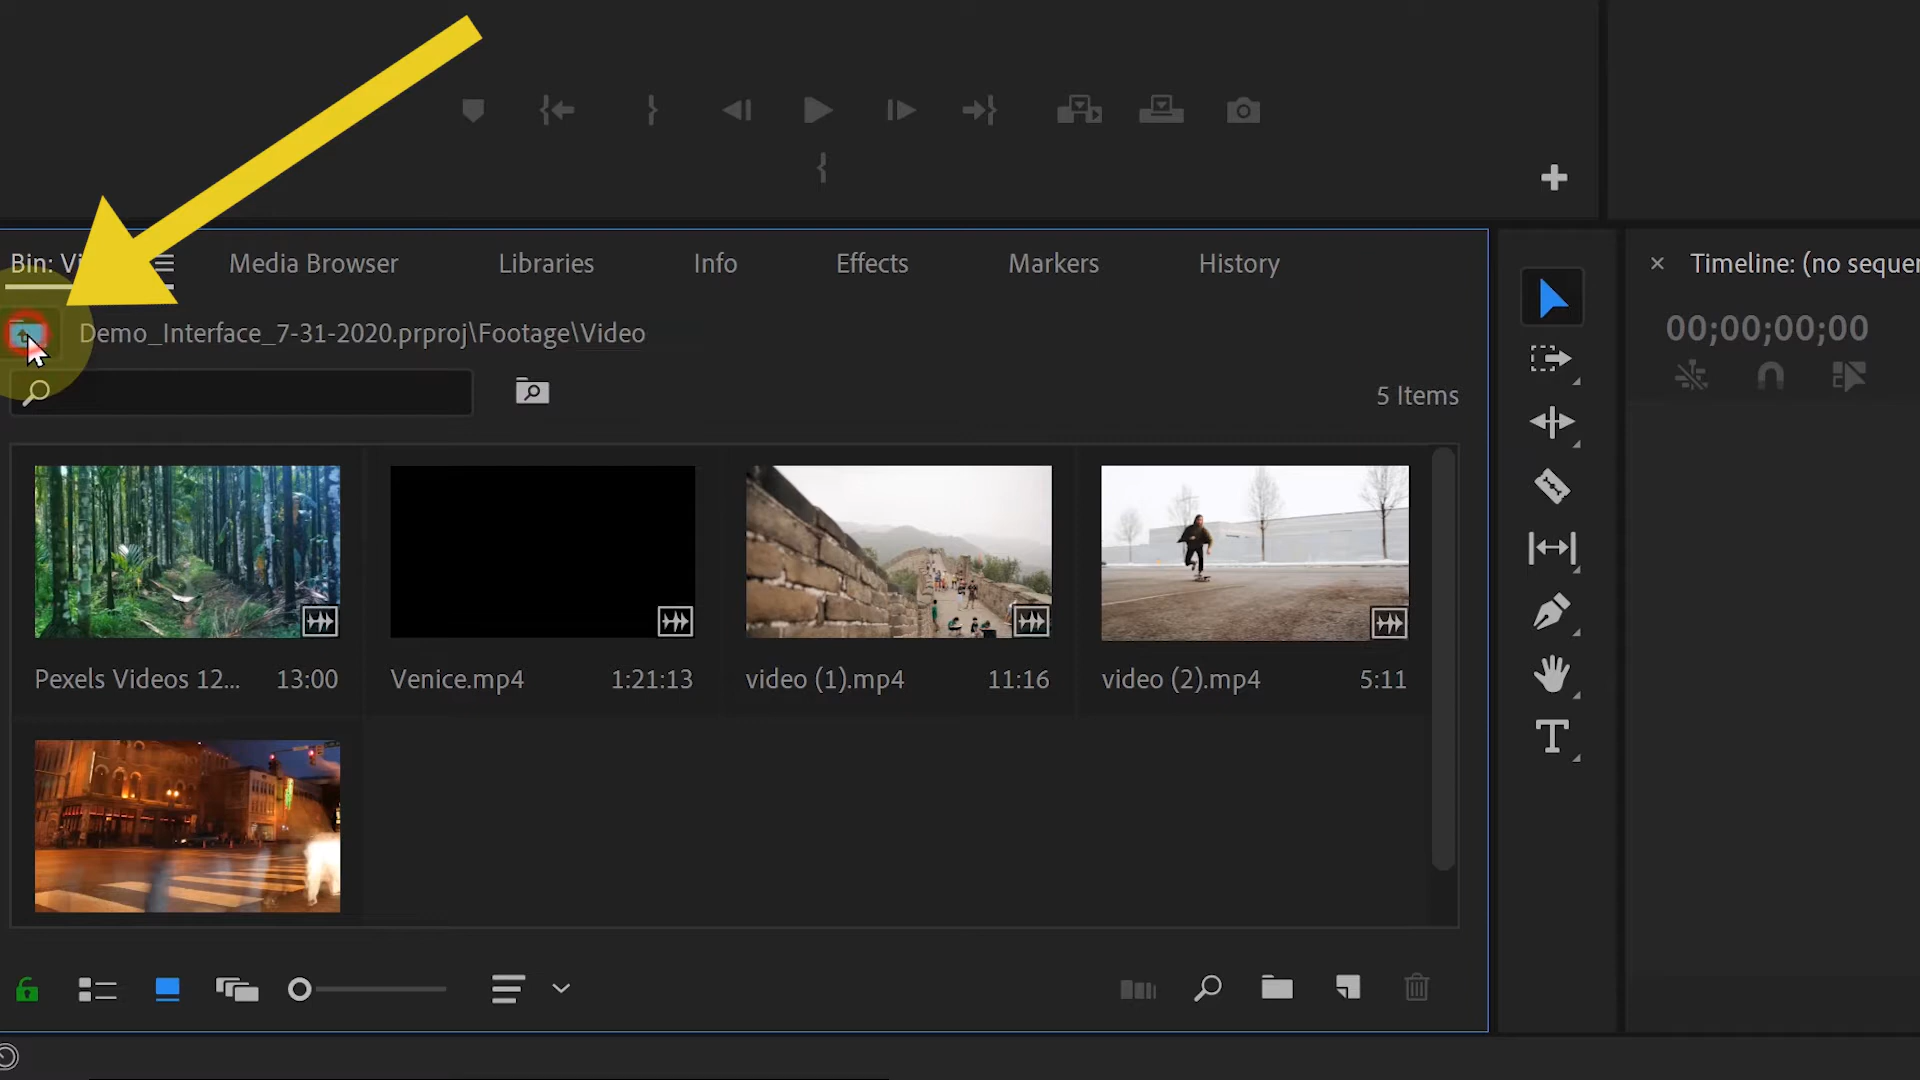 Bin: Vi
Media Browser
Libraries
Info
Effects
Markers
History
Timeline: (no sequen
Demo_Interface_7-31-2020.prproj\Footage\Video
00;00;00;00
5 Items
Pexels Videos 12... 13:00
Venice.mp4 1:21:13
video (1).mp4 11:16
video (2).mp4 5:11